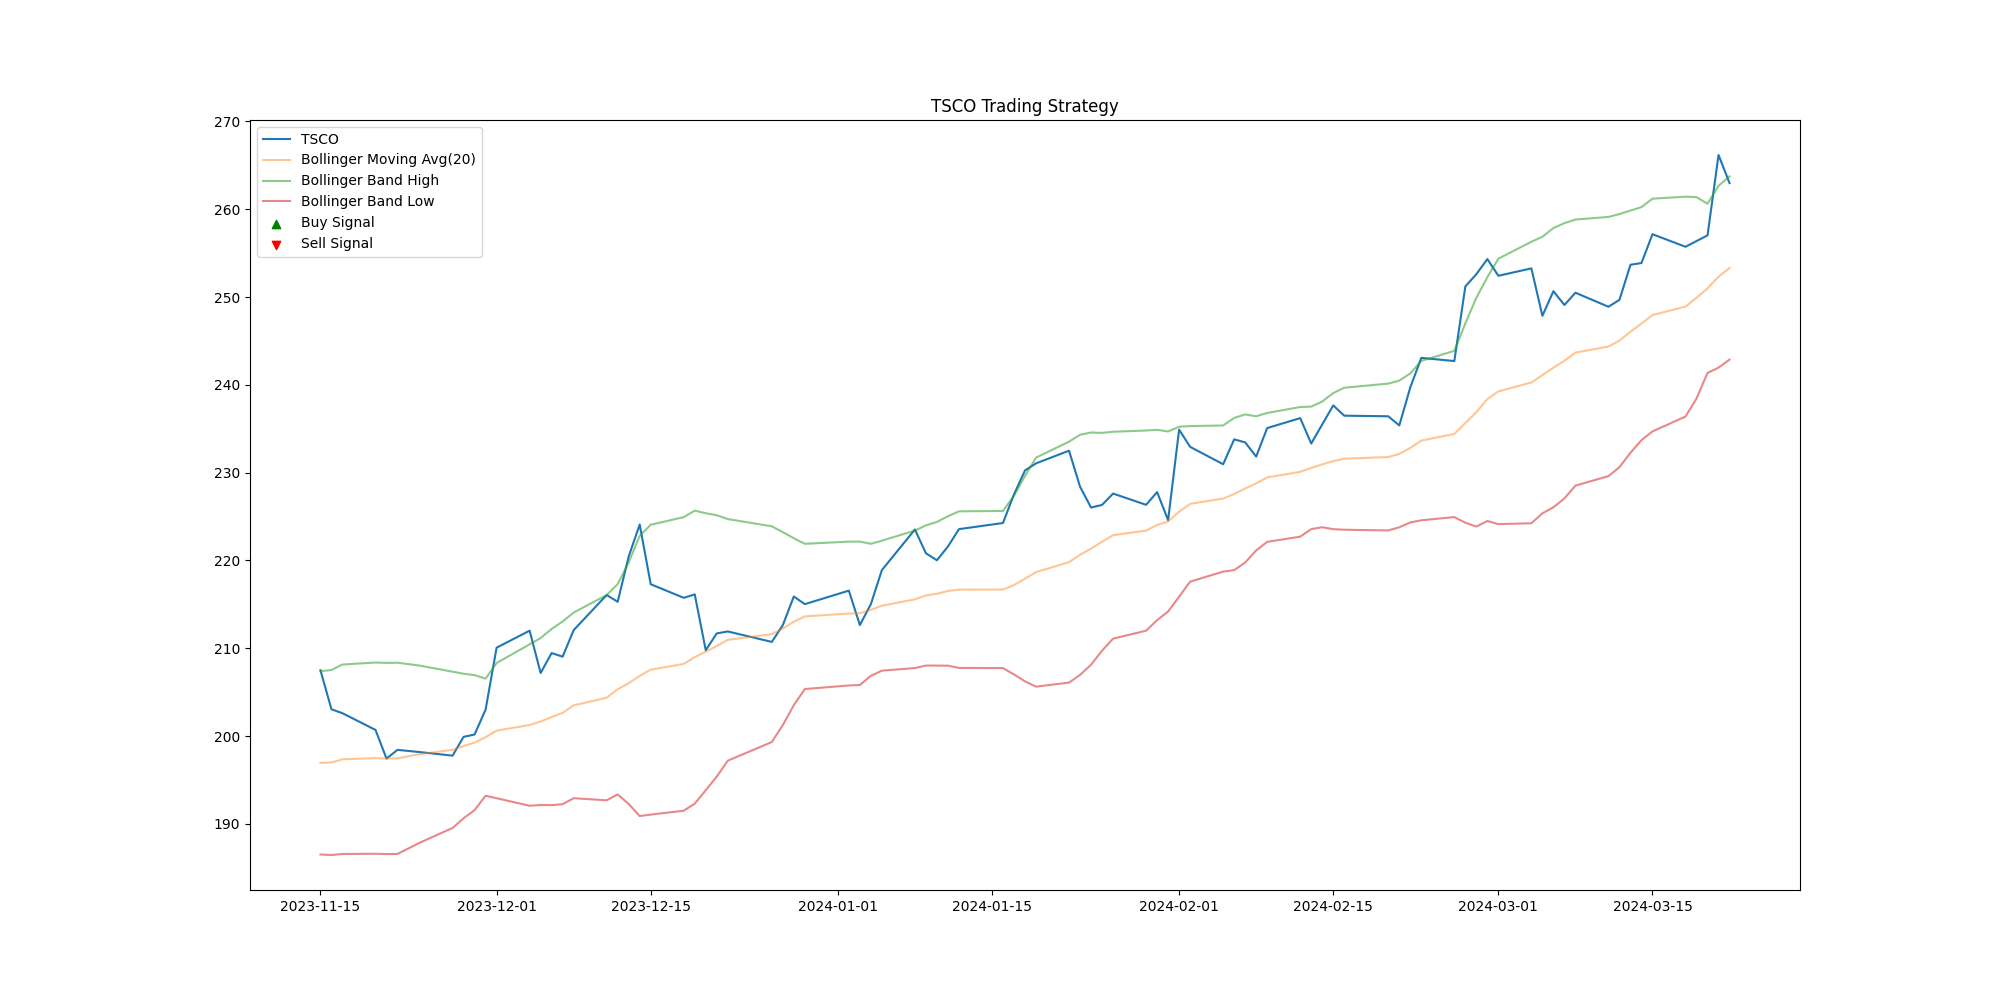 TSCO Trading Strategy
TSCO
Bollinger Moving Avg(20)
Bollinger Band High
Bollinger Band Low
Buy Signal
Sell Signal
270
260
250
240
230
220
210
200
190
2023-11-15 2023-12-01 2023-12-15 2024-01-01 2024-01-15 2024-02-01 2024-02-15 2024-03-01 2024-03-15